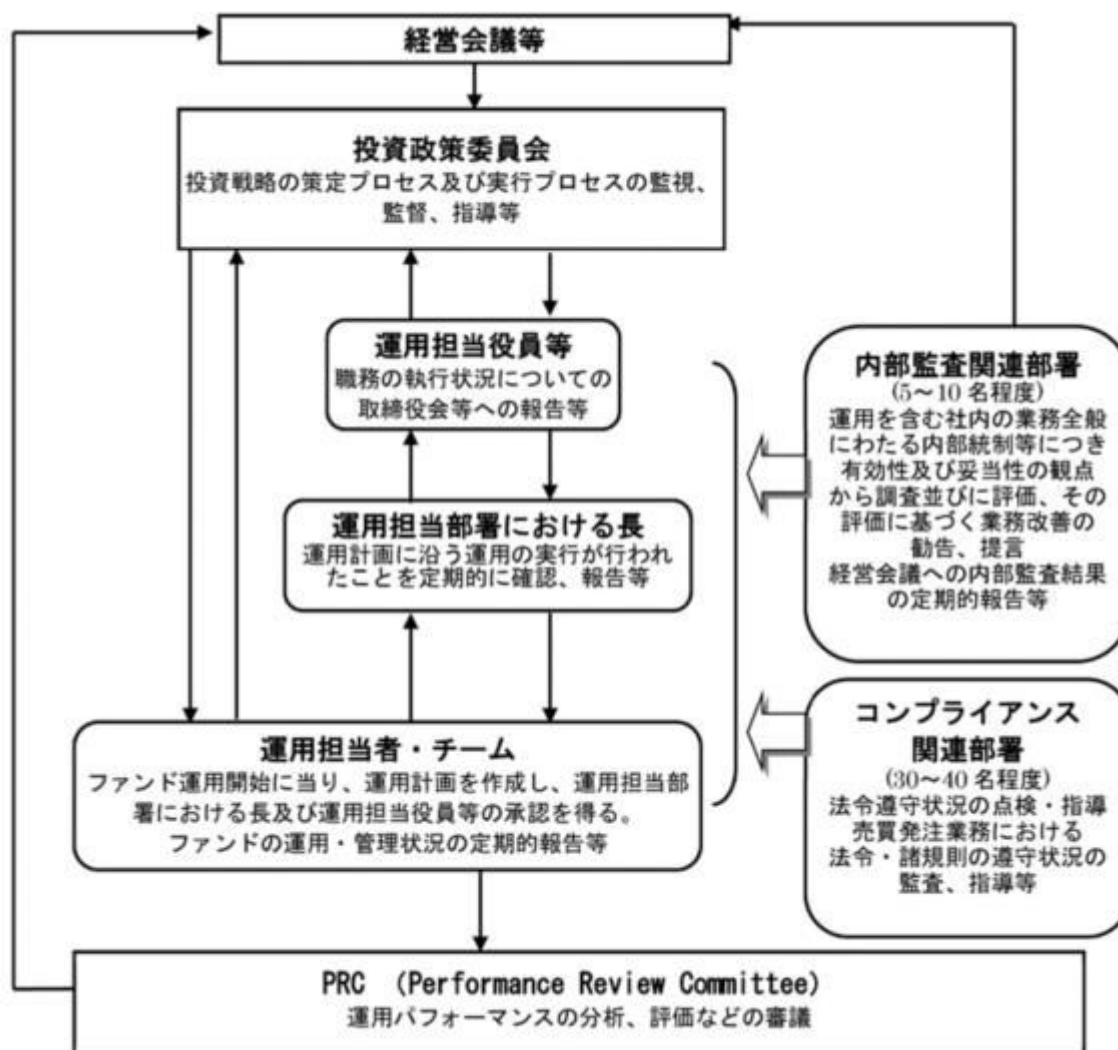 経営会議等
投資政策委員会
投資戦略の策定プロセス及び実行プロセスの監視、
監督、指導等
運用担当役員等
職務の執行状況についての
取締役会等への報告等
運用担当部署における長
運用計画に沿う運用の実行が行われ
たことを定期的に確認、報告等
運用担当者・チーム
ファンド運用開始に当り、運用計画を作成し、運用担当部
署における長及び運用担当役員等の承認を得る。
ファンドの運用・管理状況の定期的報告等
内部監査関連部署
(5～10 名程度)
運用を含む社内の業務全般
にわたる内部統制等につき
有効性及び妥当性の観点
から調査並びに評価、その
評価に基づく業務改善の
勧告、提言
経営会議への内部監査結果
の定期的報告等
コンプライアンス
関連部署
(30～40 名程度)
法令遵守状況の点検・指導
売買発注業務における
法令・諸規則の遵守状況の
監査、指導等
PRC （Performance Review Committee)
運用パフォーマンスの分析、評価などの審議